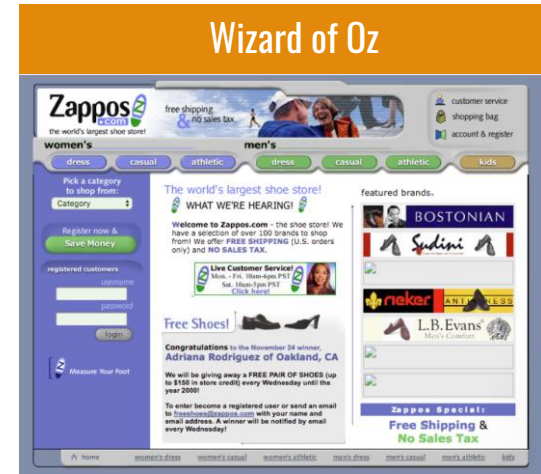 Wizard of Oz
Zappos.com
the world's largest shoe store!
free shipping
& no sales tax
customer service
shopping bag
account & register
women's
men's
dress
casual
athletic
dress
casual
athletic
kids
Pick a category
to shop from:
Category
Register now &
Save Money
registered customers
username
password
login
Measure Your Foot
The world's largest shoe store!
WHAT WE'RE HEARING!
Welcome to Zappos.com - the shoe store! We
have a selection of over 100 brands to shop
from! We offer FREE SHIPPING (U.S. orders
only) and NO SALES TAX.
Live Customer Service!
Mon. - Fri. 10am-6pm PST
Sat. 10am-5pm PST
Click here!
Free Shoes!
Congratulations to the November 24 winner,
Adriana Rodriguez of Oakland, CA
We will be giving away a FREE PAIR OF SHOES (up
to $150 in store credit) every Wednesday until the
year 2000!
To enter become a registered user or send an email
to freeshoes@zappos.com with your name and
email address. A winner will be notified by email
every Wednesday!
featured brands.
BOSTONIAN
Sudini
rieker ANTISTRESS
L.B.Evans
Men's Comfort
Zappos Special:
Free Shipping &
No Sales Tax
home women's dress women's casual women's athletic men's dress men's casual men's athletic kids